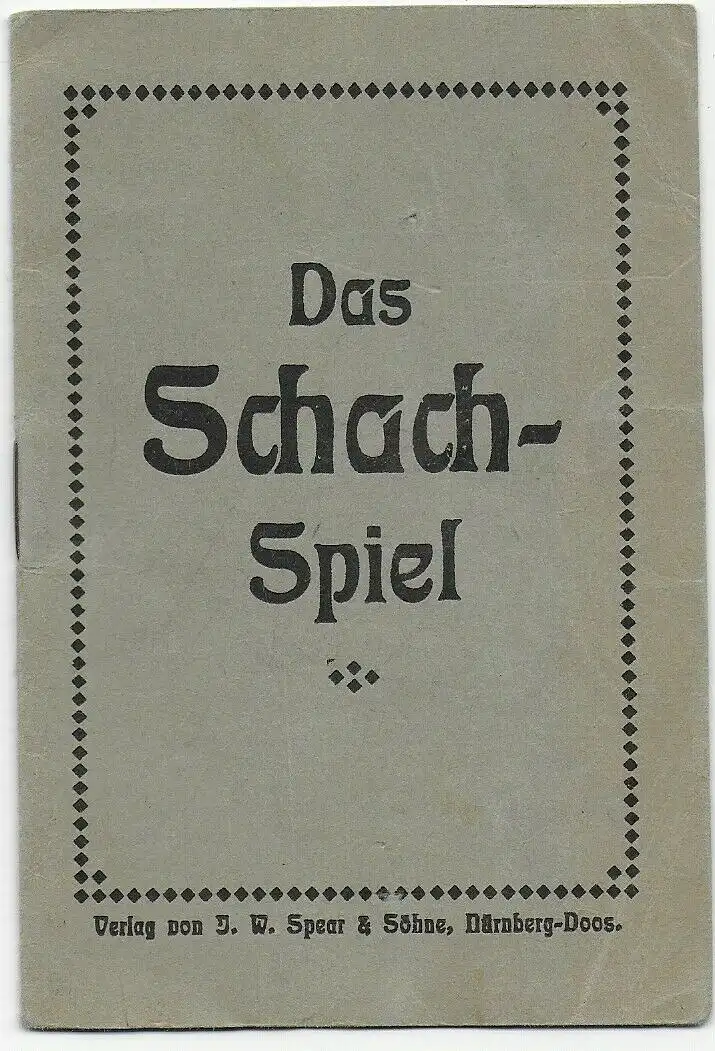 Das
Schach-
Spiel
Verlag von J. W. Spear & Söhne, Nürnberg-Doos.